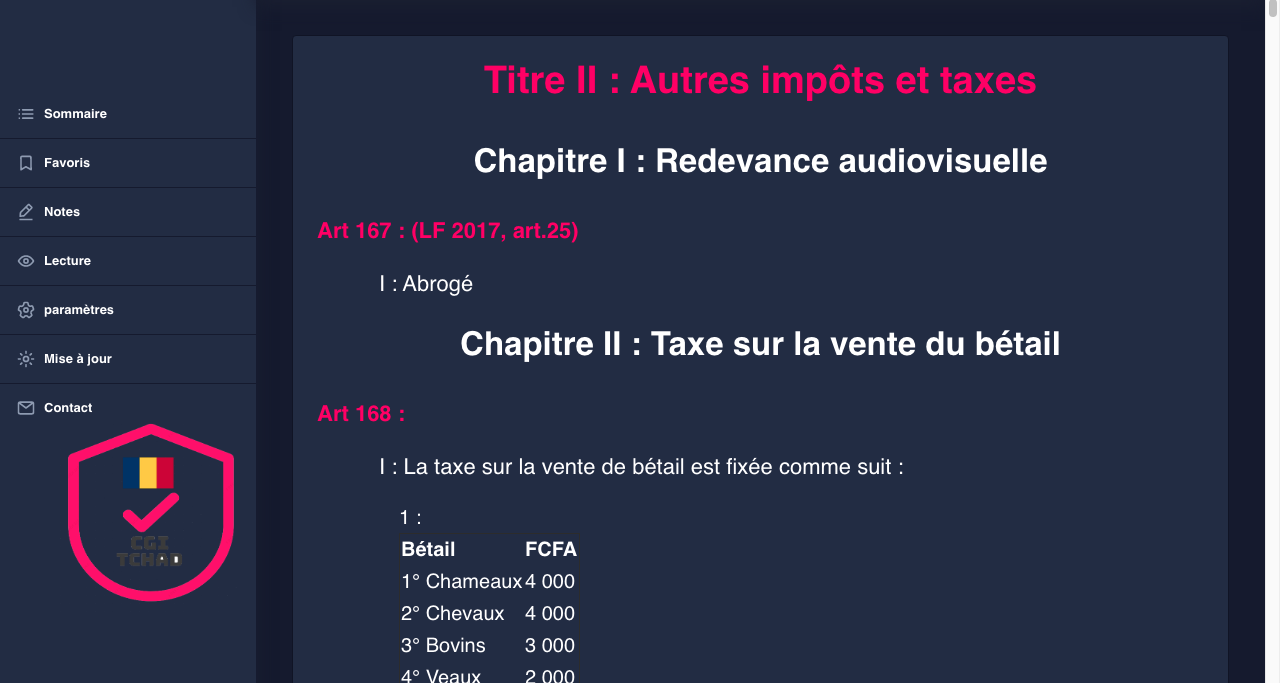 Sommaire
Favoris
Notes
Lecture
paramètres
Mise à jour
Contact
CGI
TCHAD
Titre II : Autres impôts et taxes
Chapitre I : Redevance audiovisuelle
Art 167 : (LF 2017, art.25)
I : Abrogé
Chapitre II : Taxe sur la vente du bétail
Art 168 :
I : La taxe sur la vente de bétail est fixée comme suit :
1 :
Bétail FCFA
1° Chameaux 4 000
2° Chevaux 4 000
3° Bovins 3 000
4° Veaux 2 000